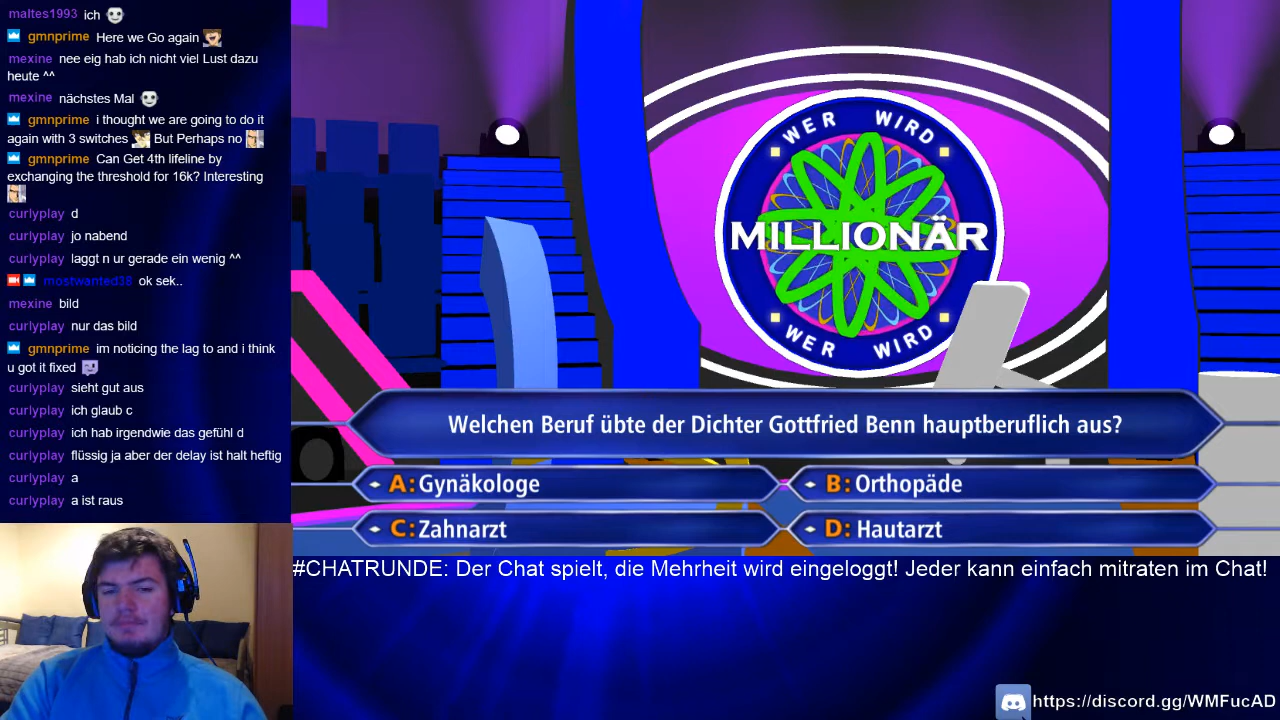 maltes1993 ich
gmnprime Here we Go again
mexine nee eig hab ich nicht viel Lust dazu
heute ^^
mexine nächstes Mal
gmnprime i thought we are going to do it
again with 3 switches But Perhaps no
gmnprime Can Get 4th lifeline by
exchanging the threshold for 16k? Interesting
curlyplay d
curlyplay jo nabend
curlyplay laggt n ur gerade ein wenig ^^
mostwanted38 ok sek..
mexine bild
curlyplay nur das bild
gmnprime im noticing the lag to and i think
u got it fixed
curlyplay sieht gut aus
curlyplay ich glaub c
curlyplay ich hab irgendwie das gefühl d
curlyplay flüssig ja aber der delay ist halt heftig
curlyplay a
curlyplay a ist raus
WER WIRD
MILLIONÄR
WER WIRD
Welchen Beruf übte der Dichter Gottfried Benn hauptberuflich aus?
A: Gynäkologe
B: Orthopäde
C: Zahnarzt
D: Hautarzt
#CHATRUNDE: Der Chat spielt, die Mehrheit wird eingeloggt! Jeder kann einfach mitraten im Chat!
https://discord.gg/WMFucAD